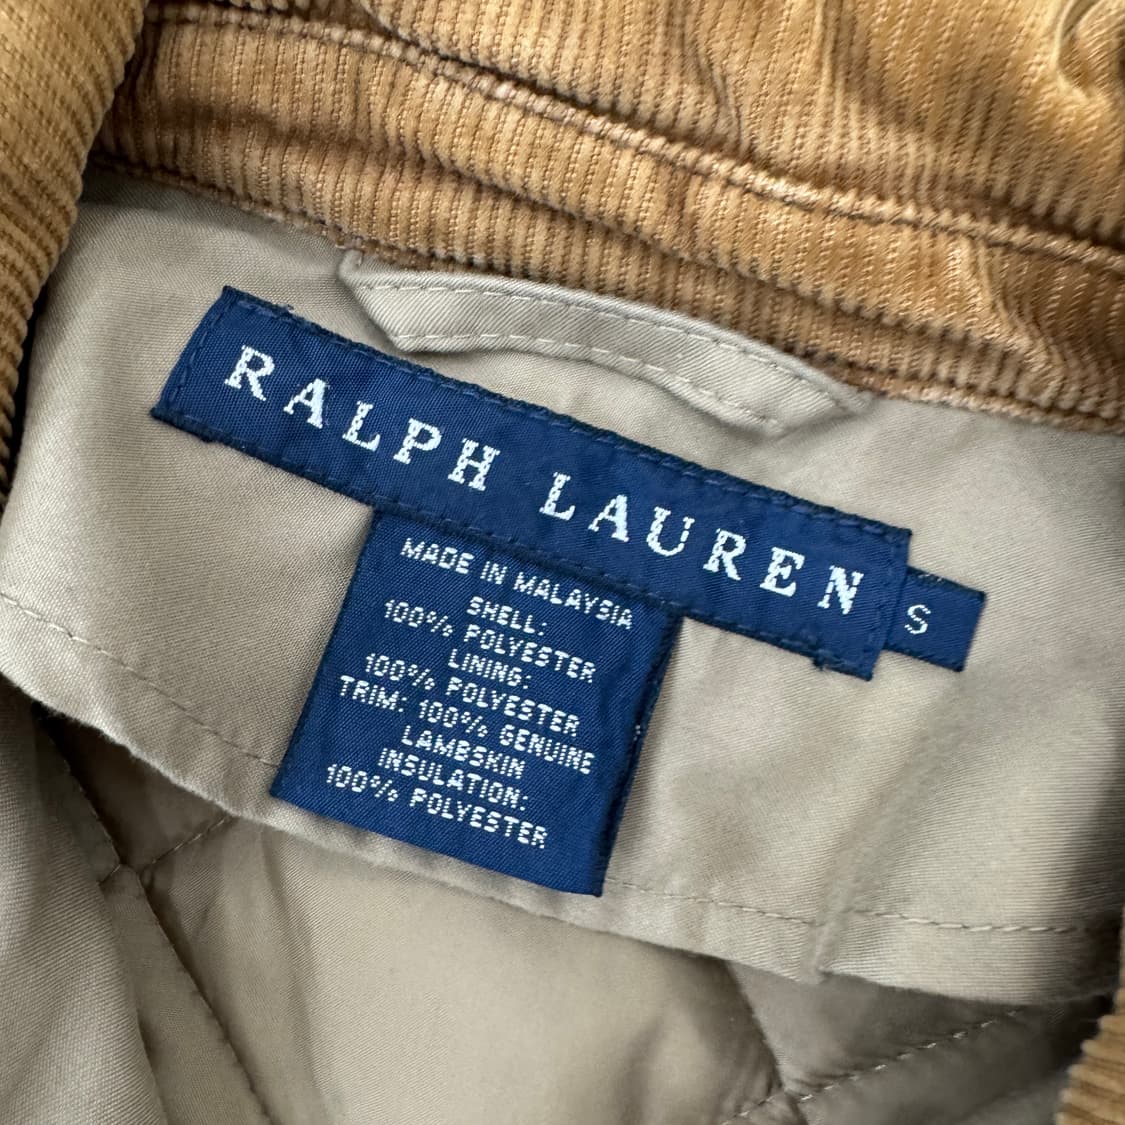 RALPH LAUREN
S
MADE IN MALAYSIA
SHELL:
100% POLYESTER
LINING:
100% POLYESTER
TRIM: 100% GENUINE
LAMBSKIN
INSULATION:
100% POLYESTER